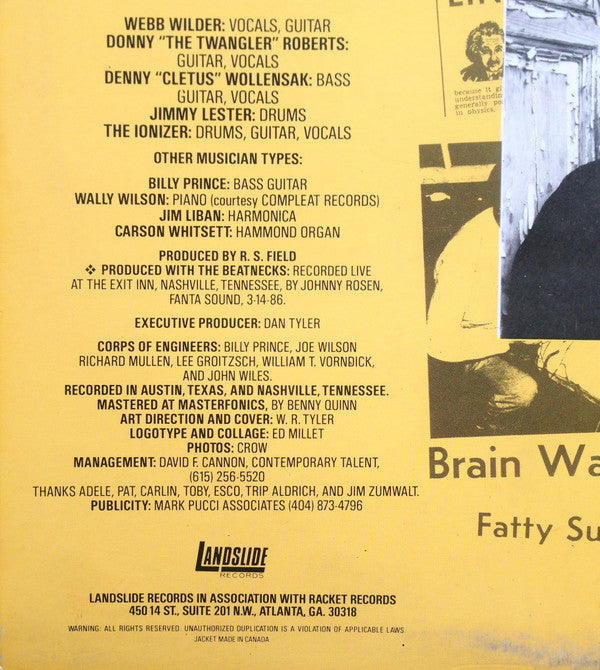 WEBB WILDER: VOCALS, GUITAR
DONNY "THE TWANGLER" ROBERTS:
GUITAR, VOCALS
DENNY "CLETUS" WOLLENSAK: BASS
GUITAR, VOCALS
JIMMY LESTER: DRUMS
THE IONIZER: DRUMS, GUITAR, VOCALS
OTHER MUSICIAN TYPES:
BILLY PRINCE: BASS GUITAR
WALLY WILSON: PIANO (courtesy COMPLEAT RECORDS)
JIM LIBAN: HARMONICA
CARSON WHITSETT: HAMMOND ORGAN
PRODUCED BY R. S. FIELD
❖ PRODUCED WITH THE BEATNECKS: RECORDED LIVE
AT THE EXIT INN, NASHVILLE, TENNESSEE, BY JOHNNY ROSEN,
FANTA SOUND, 3-14-86.
EXECUTIVE PRODUCER: DAN TYLER
CORPS OF ENGINEERS: BILLY PRINCE, JOE WILSON
RICHARD MULLEN, LEE GROITZSCH, WILLIAM T. VORNDICK,
AND JOHN WILES.
RECORDED IN AUSTIN, TEXAS, AND NASHVILLE, TENNESSEE.
MASTERED AT MASTERFONICS, BY BENNY QUINN
ART DIRECTION AND COVER: W. R. TYLER
LOGOTYPE AND COLLAGE: ED MILLET
PHOTOS: CROW
MANAGEMENT: DAVID F. CANNON, CONTEMPORARY TALENT,
(615) 256-5520
THANKS ADELE, PAT, CARLIN, TOBY, ESCO, TRIP ALDRICH, AND JIM ZUMWALT.
PUBLICITY: MARK PUCCI ASSOCIATES (404) 873-4796
LANDSLIDE
RECORDS
LANDSLIDE RECORDS IN ASSOCIATION WITH RACKET RECORDS
450 14 ST., SUITE 201 N.W., ATLANTA, GA. 30318
WARNING: ALL RIGHTS RESERVED. UNAUTHORIZED DUPLICATION IS A VIOLATION OF APPLICABLE LAWS.
JACKET MADE IN CANADA
because it gi
understanding
generally po
in physics.
Brain Wa
Fatty Su